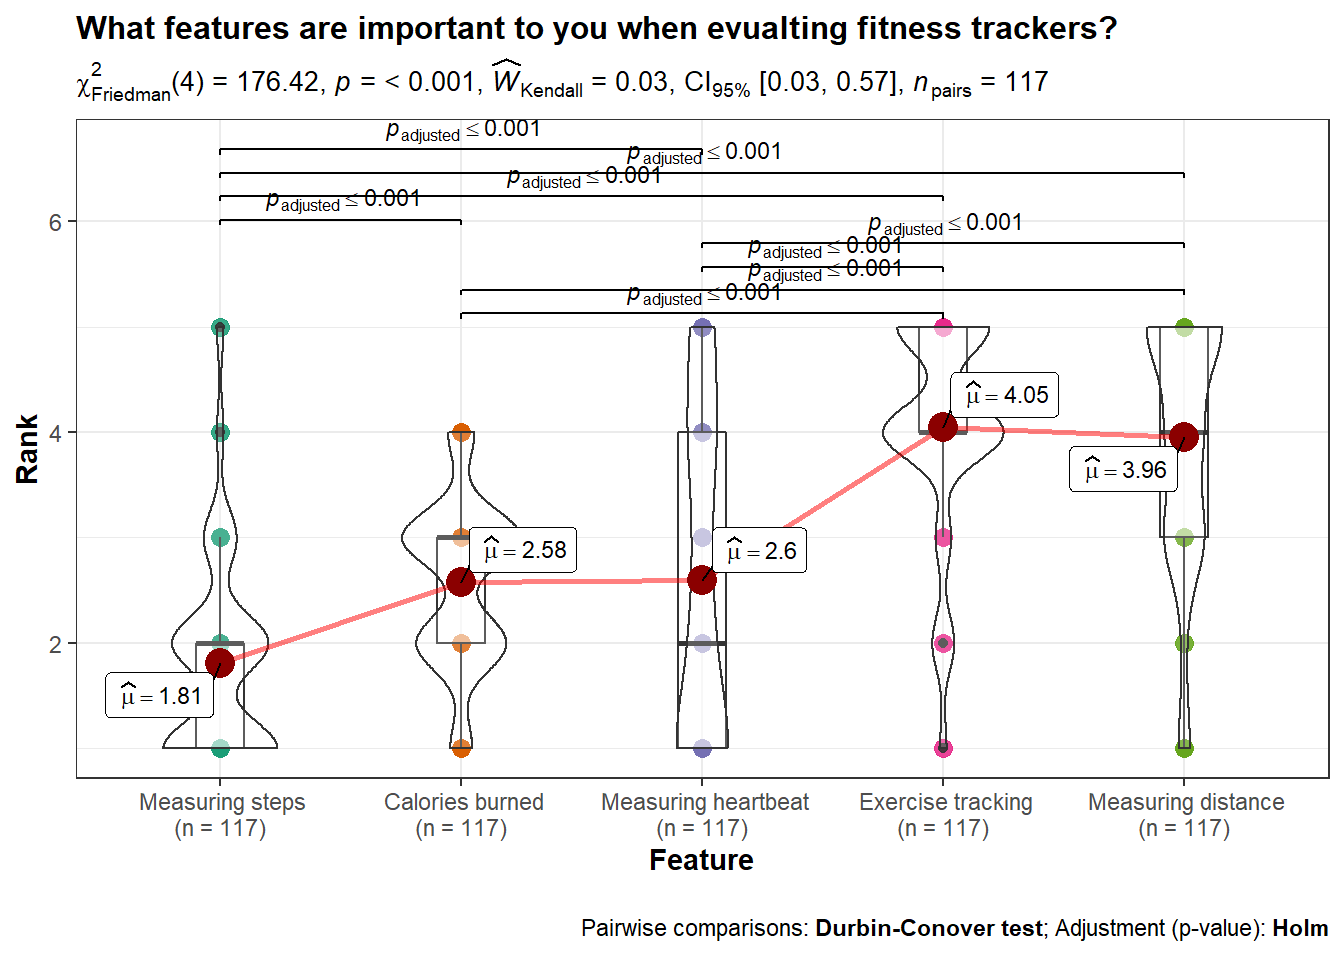 What features are important to you when evualting fitness trackers?
χ²Friedman(4) = 176.42, p = < 0.001, ŴKendall = 0.03, CI95% [0.03, 0.57], npairs = 117
padjusted ≤ 0.001
padjusted ≤ 0.001
padjusted ≤ 0.001
padjusted ≤ 0.001
padjusted ≤ 0.001
padjusted ≤ 0.001
padjusted ≤ 0.001
padjusted ≤ 0.001
6
4
2
Rank
μ̂ = 1.81
μ̂ = 2.58
μ̂ = 2.6
μ̂ = 4.05
μ̂ = 3.96
Measuring steps
(n = 117)
Calories burned
(n = 117)
Measuring heartbeat
(n = 117)
Exercise tracking
(n = 117)
Measuring distance
(n = 117)
Feature
Pairwise comparisons: Durbin-Conover test; Adjustment (p-value): Holm